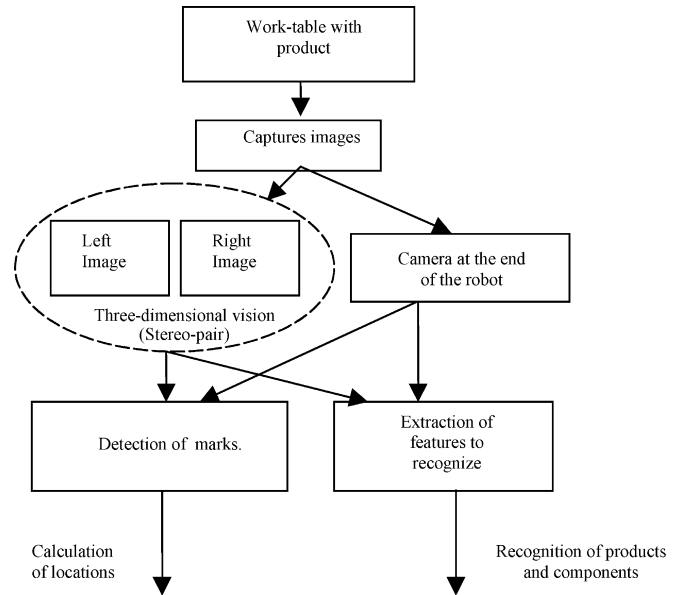 Work-table with
product
Captures images
Left
Image
Right
Image
Three-dimensional vision
(Stereo-pair)
Camera at the end
of the robot
Detection of marks.
Extraction of
features to
recognize
Calculation
of locations
Recognition of products
and components